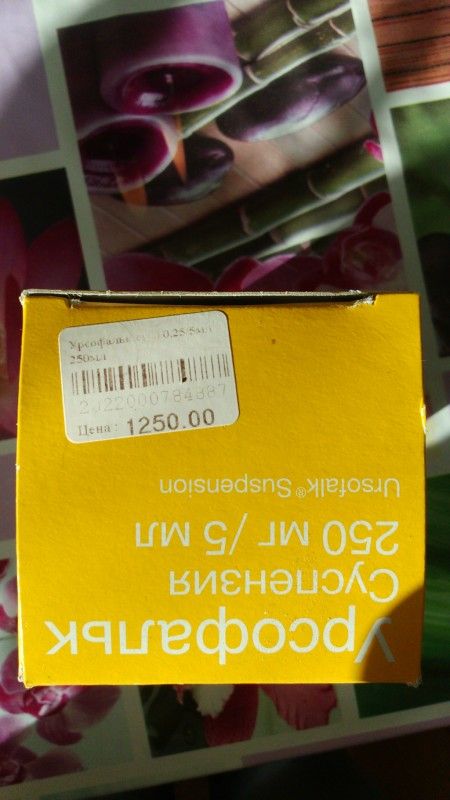 Урсофальк
250мл
Цена: 1250.00
Урсофальк
Суспензия
250 мг/5 мл
Ursofalk® Suspension